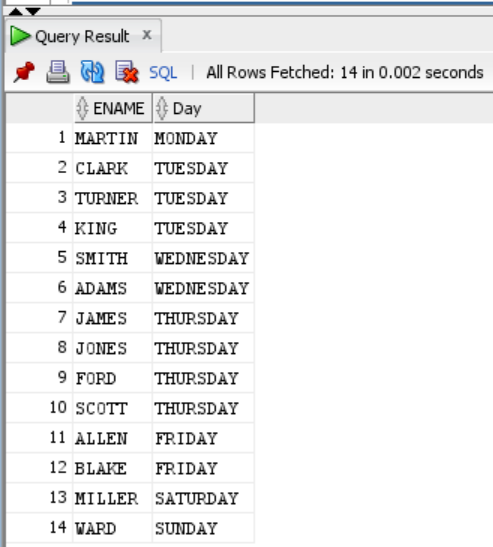 Query Result x
SQL | All Rows Fetched: 14 in 0.002 seconds
ENAME Day
1 MARTIN MONDAY
2 CLARK TUESDAY
3 TURNER TUESDAY
4 KING TUESDAY
5 SMITH WEDNESDAY
6 ADAMS WEDNESDAY
7 JAMES THURSDAY
8 JONES THURSDAY
9 FORD THURSDAY
10 SCOTT THURSDAY
11 ALLEN FRIDAY
12 BLAKE FRIDAY
13 MILLER SATURDAY
14 WARD SUNDAY